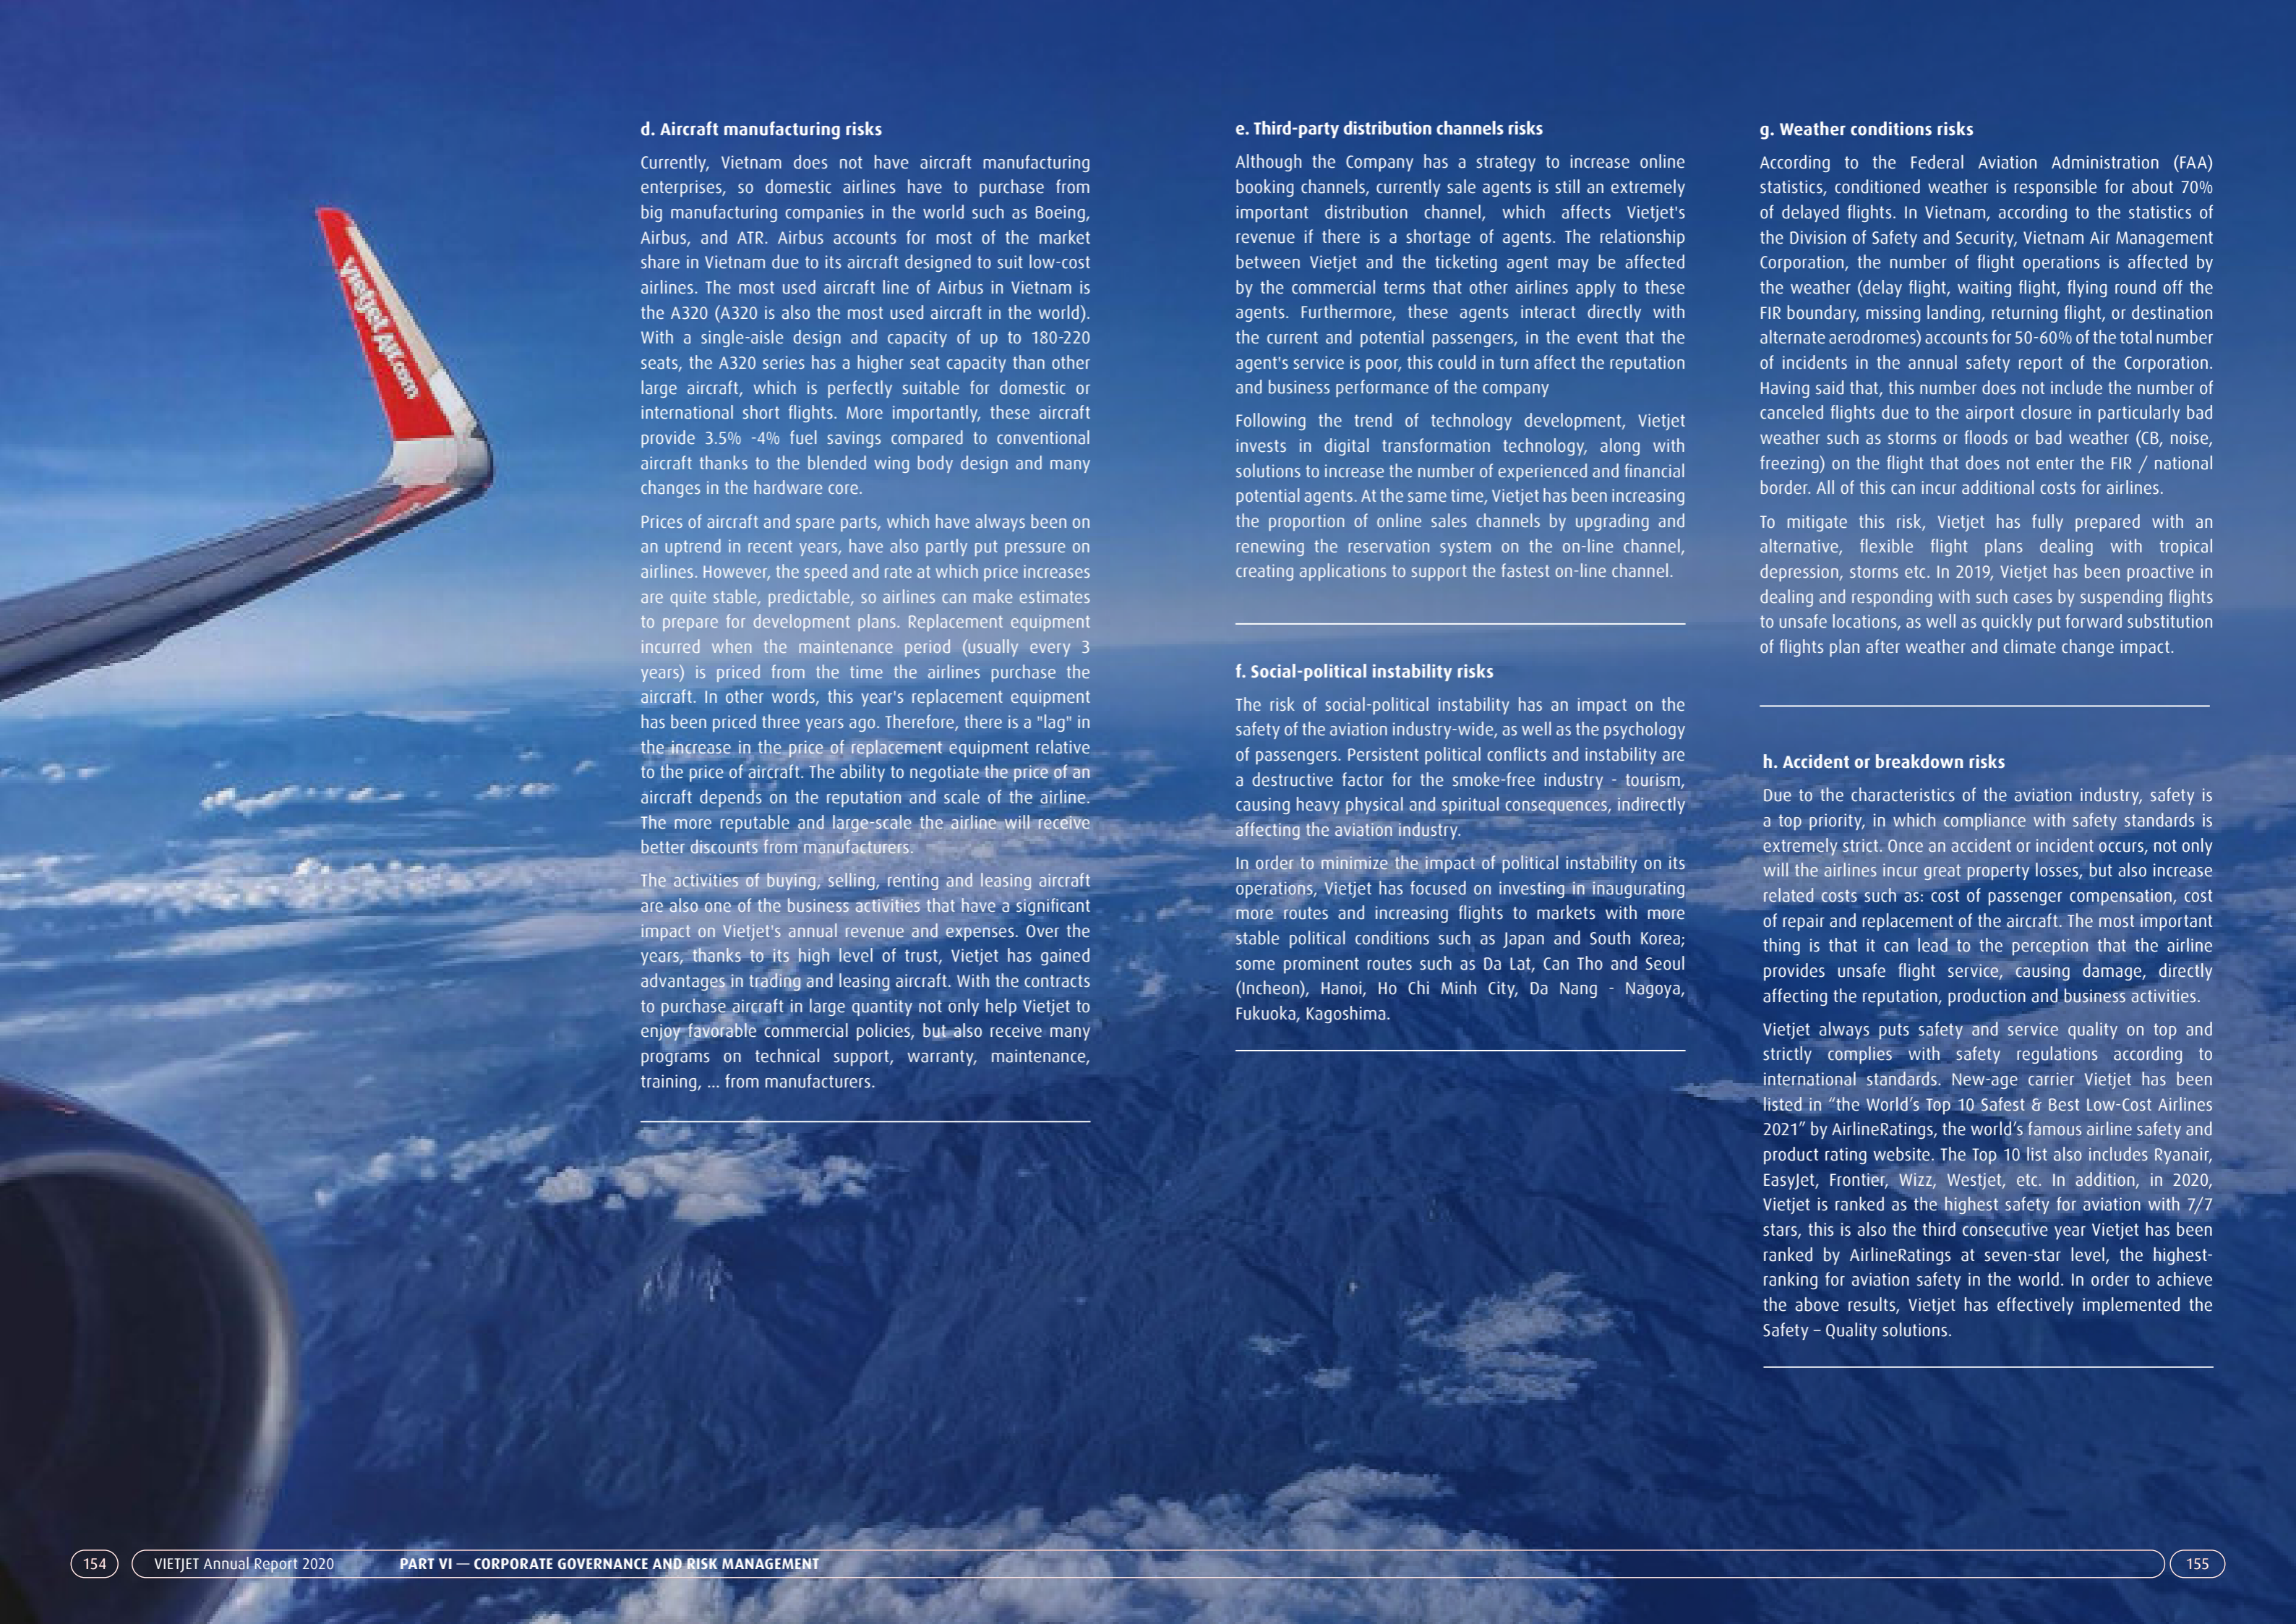 vietjetAir.com
d. Aircraft manufacturing risks
Currently, Vietnam does not have aircraft manufacturing
enterprises, so domestic airlines have to purchase from
big manufacturing companies in the world such as Boeing,
Airbus, and ATR. Airbus accounts for most of the market
share in Vietnam due to its aircraft designed to suit low-cost
airlines. The most used aircraft line of Airbus in Vietnam is
the A320 (A320 is also the most used aircraft in the world).
With a single-aisle design and capacity of up to 180-220
seats, the A320 series has a higher seat capacity than other
large aircraft, which is perfectly suitable for domestic or
international short flights. More importantly, these aircraft
provide 3.5% -4% fuel savings compared to conventional
aircraft thanks to the blended wing body design and many
changes in the hardware core.
Prices of aircraft and spare parts, which have always been on
an uptrend in recent years, have also partly put pressure on
airlines. However, the speed and rate at which price increases
are quite stable, predictable, so airlines can make estimates
to prepare for development plans. Replacement equipment
incurred when the maintenance period (usually every 3
years) is priced from the time the airlines purchase the
aircraft. In other words, this year's replacement equipment
has been priced three years ago. Therefore, there is a "lag" in
the increase in the price of replacement equipment relative
to the price of aircraft. The ability to negotiate the price of an
aircraft depends on the reputation and scale of the airline.
The more reputable and large-scale the airline will receive
better discounts from manufacturers.
The activities of buying, selling, renting and leasing aircraft
are also one of the business activities that have a significant
impact on Vietjet's annual revenue and expenses. Over the
years, thanks to its high level of trust, Vietjet has gained
advantages in trading and leasing aircraft. With the contracts
to purchase aircraft in large quantity not only help Vietjet to
enjoy favorable commercial policies, but also receive many
programs on technical support, warranty, maintenance,
training, ... from manufacturers.
e. Third-party distribution channels risks
Although the Company has a strategy to increase online
booking channels, currently sale agents is still an extremely
important distribution channel, which affects Vietjet's
revenue if there is a shortage of agents. The relationship
between Vietjet and the ticketing agent may be affected
by the commercial terms that other airlines apply to these
agents. Furthermore, these agents interact directly with
the current and potential passengers, in the event that the
agent's service is poor, this could in turn affect the reputation
and business performance of the company
Following the trend of technology development, Vietjet
invests in digital transformation technology, along with
solutions to increase the number of experienced and financial
potential agents. At the same time, Vietjet has been increasing
the proportion of online sales channels by upgrading and
renewing the reservation system on the on-line channel,
creating applications to support the fastest on-line channel.
f. Social-political instability risks
The risk of social-political instability has an impact on the
safety of the aviation industry-wide, as well as the psychology
of passengers. Persistent political conflicts and instability are
a destructive factor for the smoke-free industry - tourism,
causing heavy physical and spiritual consequences, indirectly
affecting the aviation industry.
In order to minimize the impact of political instability on its
operations, Vietjet has focused on investing in inaugurating
more routes and increasing flights to markets with more
stable political conditions such as Japan and South Korea;
some prominent routes such as Da Lat, Can Tho and Seoul
(Incheon), Hanoi, Ho Chi Minh City, Da Nang - Nagoya,
Fukuoka, Kagoshima.
g. Weather conditions risks
According to the Federal Aviation Administration (FAA)
statistics, conditioned weather is responsible for about 70%
of delayed flights. In Vietnam, according to the statistics of
the Division of Safety and Security, Vietnam Air Management
Corporation, the number of flight operations is affected by
the weather (delay flight, waiting flight, flying round off the
FIR boundary, missing landing, returning flight, or destination
alternate aerodromes) accounts for 50-60% of the total number
of incidents in the annual safety report of the Corporation.
Having said that, this number does not include the number of
canceled flights due to the airport closure in particularly bad
weather such as storms or floods or bad weather (CB, noise,
freezing) on the flight that does not enter the FIR / national
border. All of this can incur additional costs for airlines.
To mitigate this risk, Vietjet has fully prepared with an
alternative, flexible flight plans dealing with tropical
depression, storms etc. In 2019, Vietjet has been proactive in
dealing and responding with such cases by suspending flights
to unsafe locations, as well as quickly put forward substitution
of flights plan after weather and climate change impact.
h. Accident or breakdown risks
Due to the characteristics of the aviation industry, safety is
a top priority, in which compliance with safety standards is
extremely strict. Once an accident or incident occurs, not only
will the airlines incur great property losses, but also increase
related costs such as: cost of passenger compensation, cost
of repair and replacement of the aircraft. The most important
thing is that it can lead to the perception that the airline
provides unsafe flight service, causing damage, directly
affecting the reputation, production and business activities.
Vietjet always puts safety and service quality on top and
strictly complies with safety regulations according to
international standards. New-age carrier Vietjet has been
listed in “the World’s Top 10 Safest & Best Low-Cost Airlines
2021” by AirlineRatings, the world’s famous airline safety and
product rating website. The Top 10 list also includes Ryanair,
EasyJet, Frontier, Wizz, Westjet, etc. In addition, in 2020,
Vietjet is ranked as the highest safety for aviation with 7/7
stars, this is also the third consecutive year Vietjet has been
ranked by AirlineRatings at seven-star level, the highest-
ranking for aviation safety in the world. In order to achieve
the above results, Vietjet has effectively implemented the
Safety – Quality solutions.
154 VIETJET Annual Report 2020 PART VI — CORPORATE GOVERNANCE AND RISK MANAGEMENT 155